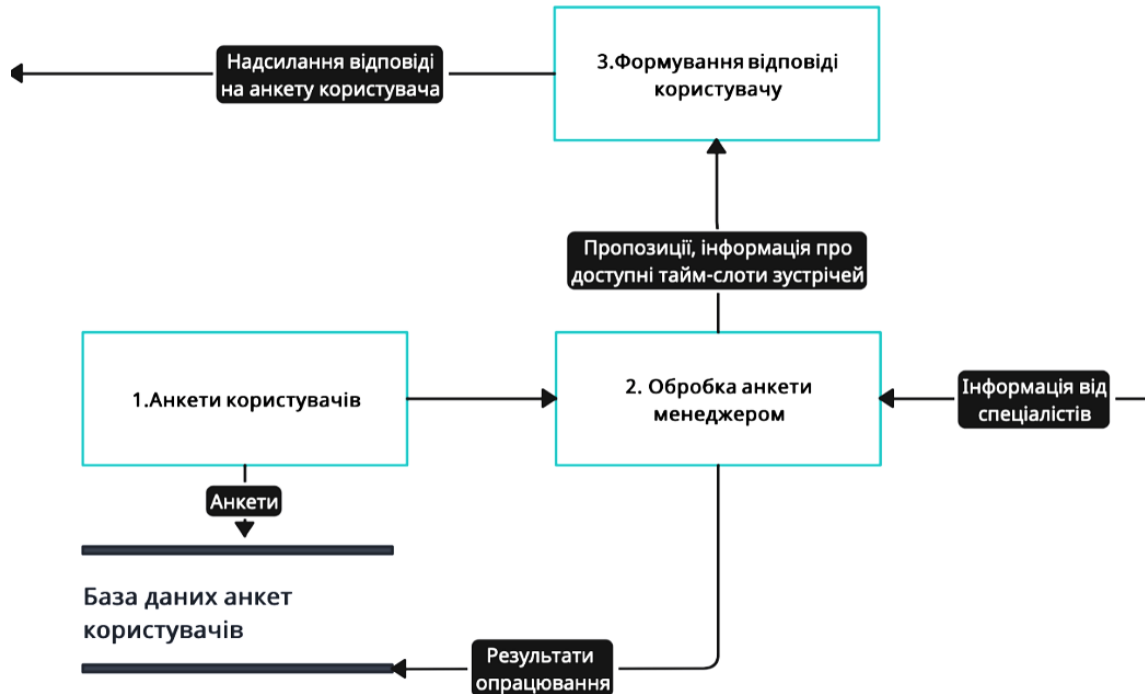 Надсилання відповіді
на анкету користувача
3.Формування відповіді
користувачу
Пропозиції, інформація про
доступні тайм-слоти зустрічей
1.Анкети користувачів
2. Обробка анкети
менеджером
Інформація від
спеціалістів
Анкети
База даних анкет
користувачів
Результати
опрацювання